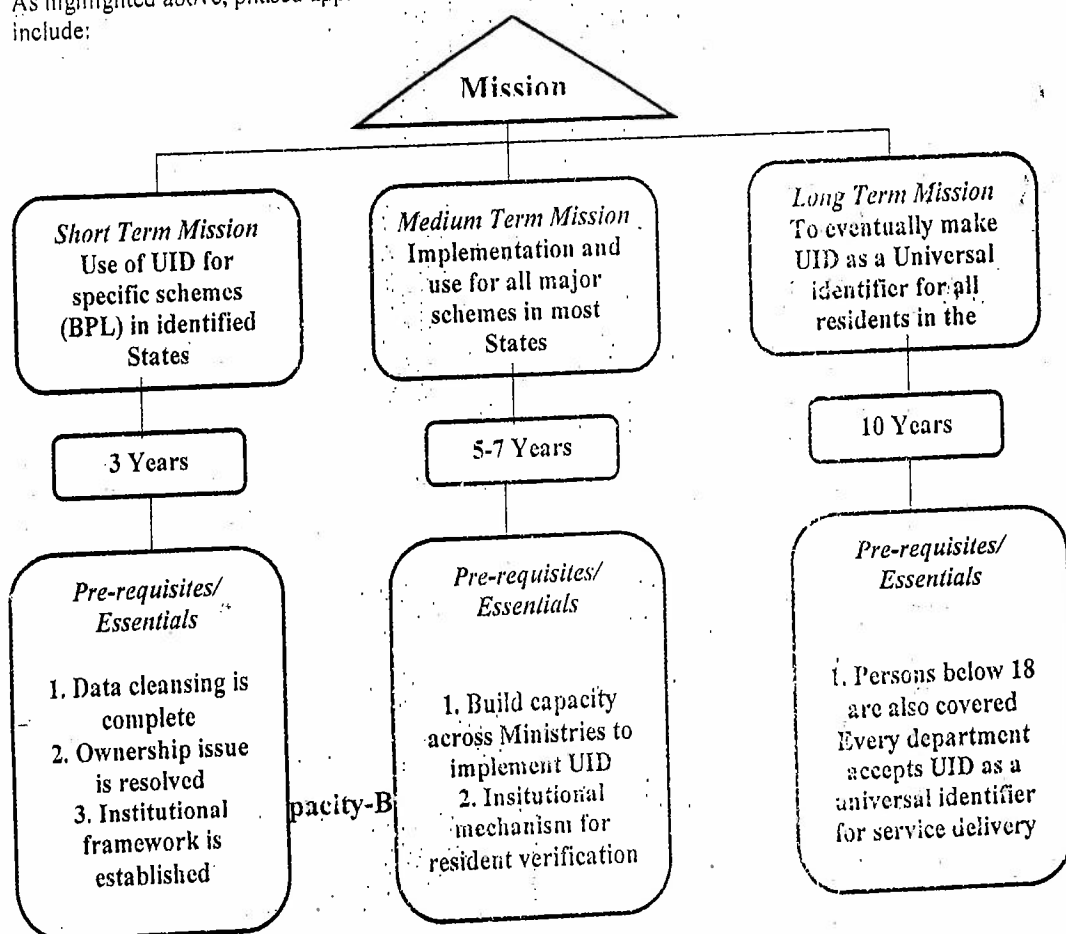 As highlighted above, phased
include:
Mission
Short Term Mission
Use of UID for
specific schemes
(BPL) in identified
States
3 Years
Pre-requisites/
Essentials
1. Data cleansing is
complete
2. Ownership issue
is resolved
3. Institutional
framework is
established
pacity-B
Medium Term Mission
Implementation and
use for all major
schemes in most
States
5-7 Years
Pre-requisites/
Essentials
1. Build capacity
across Ministries to
implement UID
2. Insitutional
mechanism for
resident verification
Long Term Mission
To eventually make
UID as a Universal
identifier for all
residents in the
10 Years
Pre-requisites/
Essentials
1. Persons below 18
are also covered
Every department
accepts UID as a
universal identifier
for service delivery